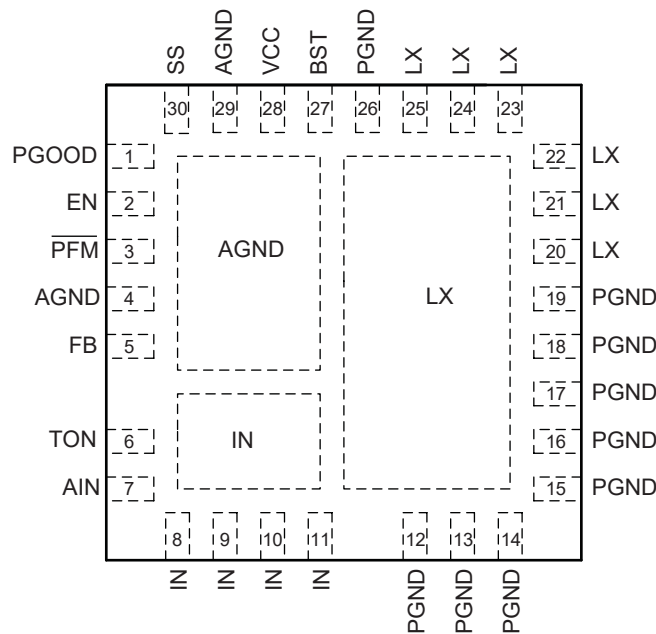 SS
AGND
VCC
BST
PGND
LX
LX
LX
30
29
28
27
26
25
24
23
PGOOD 1
22 LX
EN 2
21 LX
PFM 3
20 LX
AGND 4
19 PGND
FB 5
18 PGND
17 PGND
TON 6
16 PGND
AIN 7
15 PGND
AGND
LX
IN
8
9
10
11
12
13
14
IN
IN
IN
IN
PGND
PGND
PGND